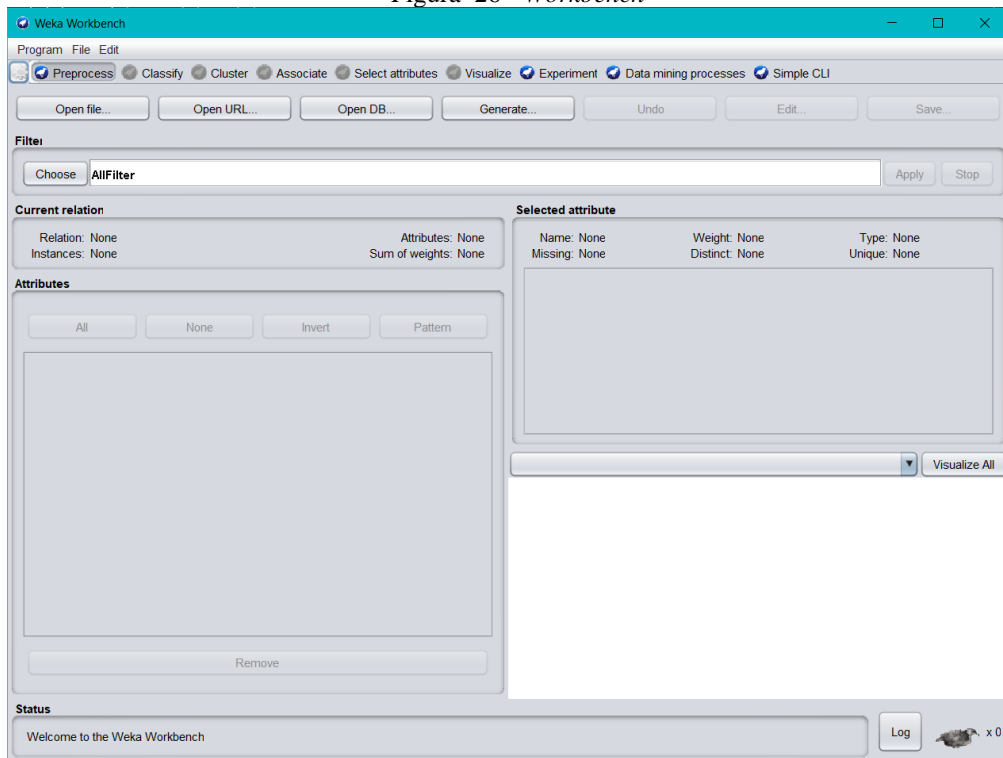 Figura 26 Workbench
Weka Workbench
Program File Edit
Preprocess Classify Cluster Associate Select attributes Visualize Experiment Data mining processes Simple CLI
Open file... Open URL... Open DB... Generate... Undo Edit... Save...
Filter
Choose AllFilter Apply Stop
Current relation
Relation: None Attributes: None
Instances: None Sum of weights: None
Selected attribute
Name: None Weight: None Type: None
Missing: None Distinct: None Unique: None
Attributes
All None Invert Pattern
Visualize All
Remove
Status
Welcome to the Weka Workbench
Log x 0